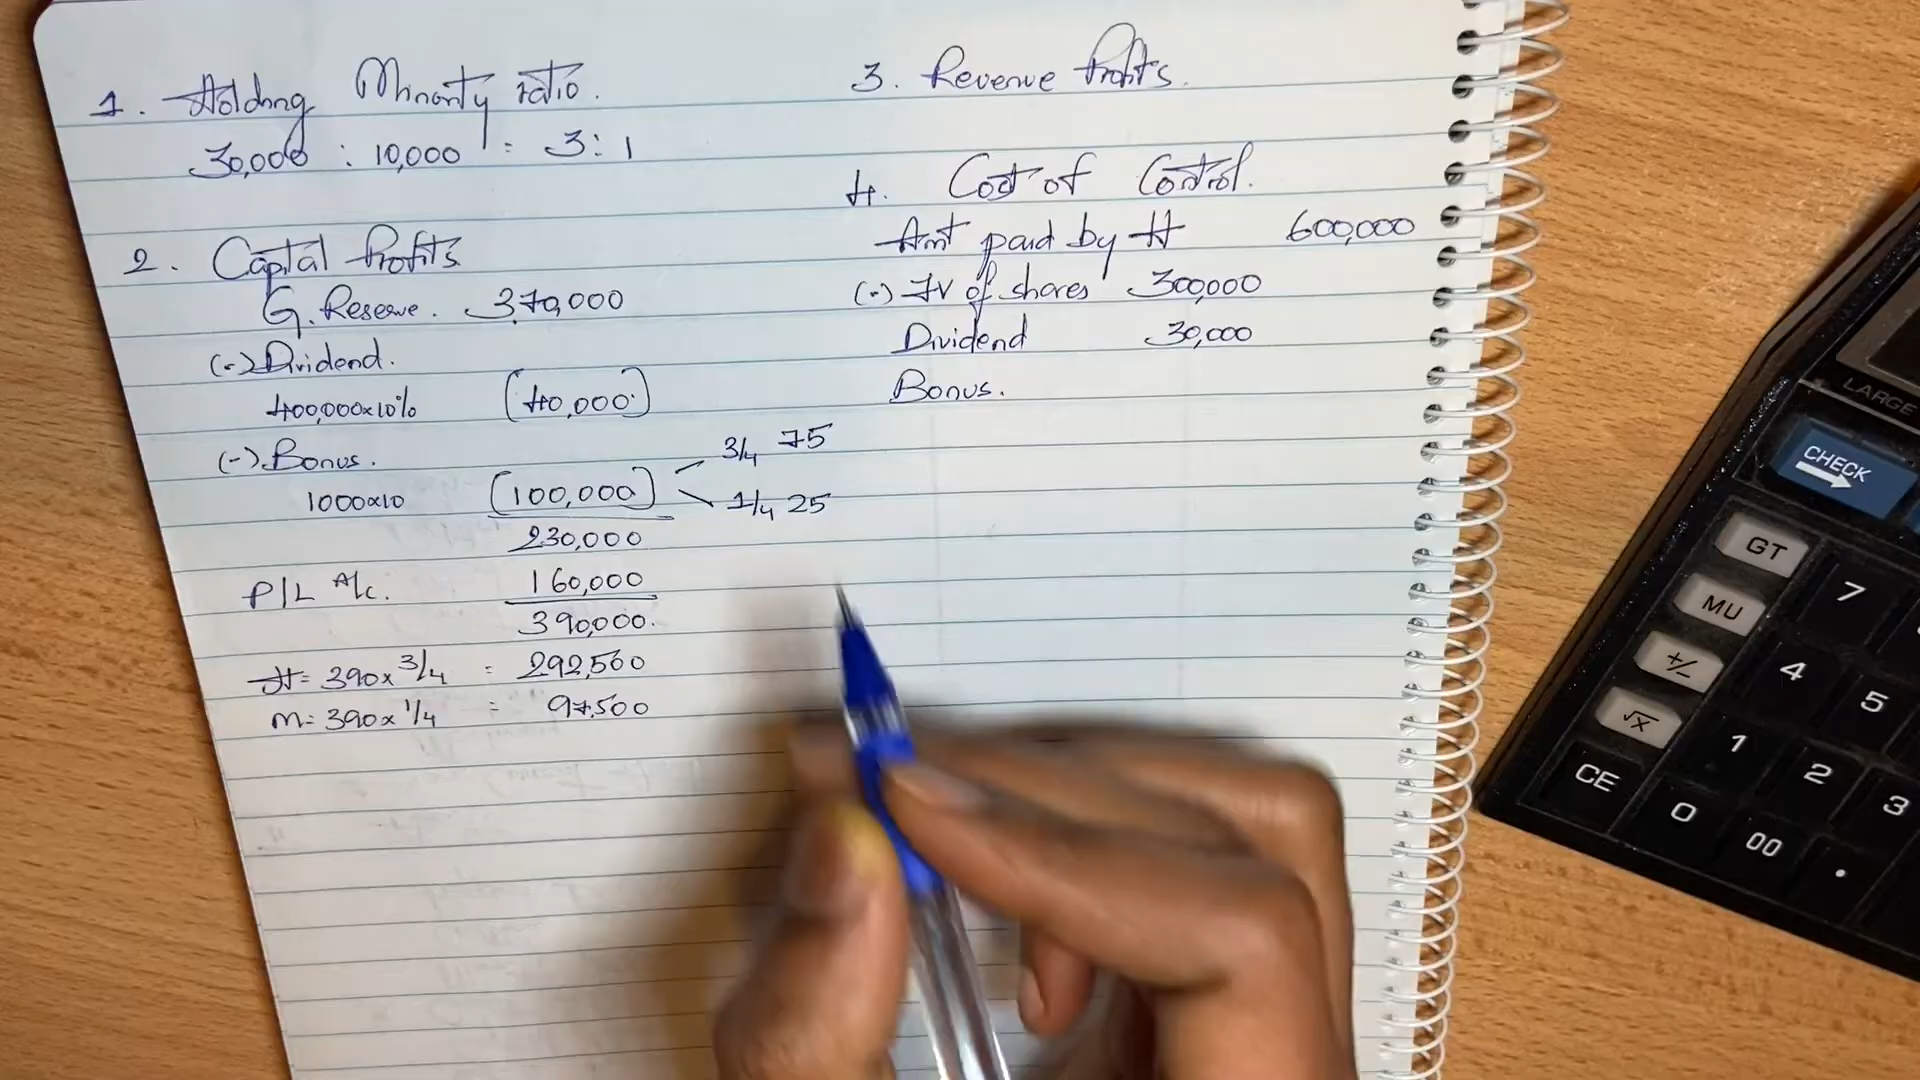 1. Holding Minority ratio.
30,000 : 10,000 = 3:1
2. Capital Profits
G. Reserve. 370,000
(-) Dividend.
400,000x10% (40,000)
(-) Bonus.
1000x10 (100,000)
3/4 75
1/4 25
230,000
P/L A/c. 160,000
390,000.
H = 390x 3/4 = 292,500
m = 390x 1/4 = 97,500
3. Revenue Profits.
4. Cost of Control.
Amt paid by H 600,000
(-) FV of shares 300,000
Dividend 30,000
Bonus.
LARGE
CHECK
GT
MU
+/-
√x
CE
7
4
5
1
2
3
0
00
.